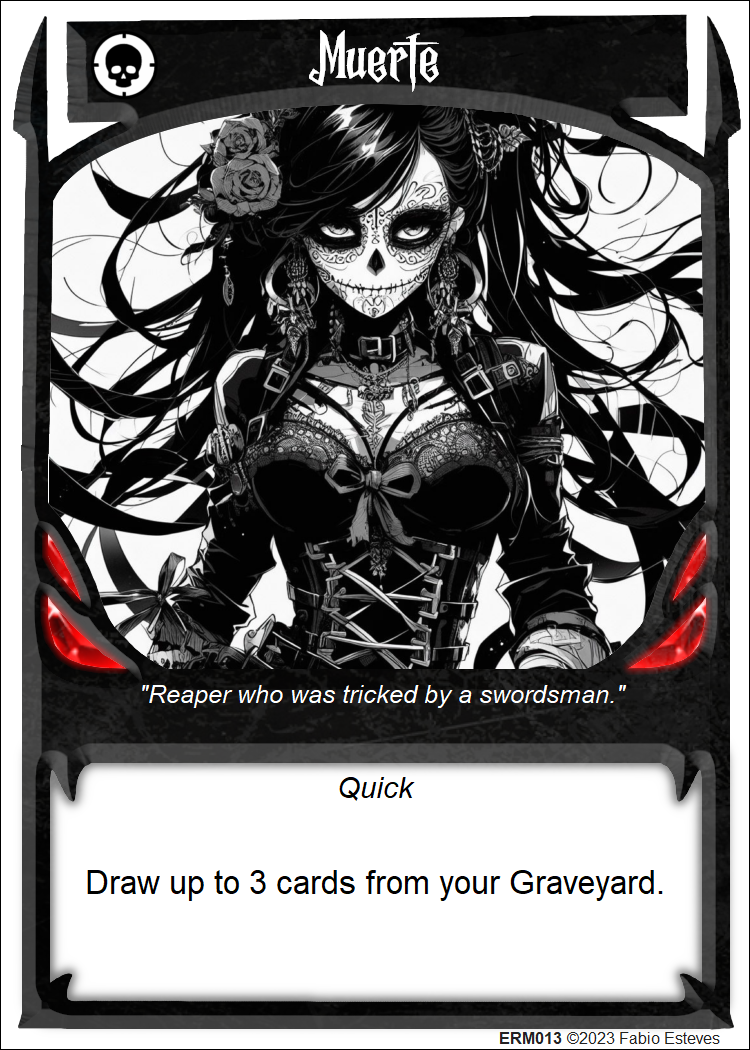 Muerte
"Reaper who was tricked by a swordsman."
Quick
Draw up to 3 cards from your Graveyard.
ERM013 ©2023 Fabio Esteves